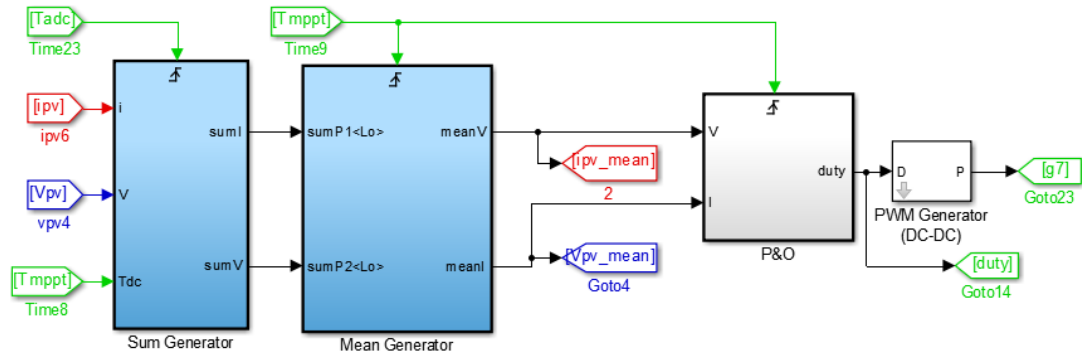 [Tadc]
Time23
[Tmppt]
Time9
[ipv]
ipv6
[Vpv]
vpv4
[Tmppt]
Time8
i
V
Tdc
sumI
sumV
Sum Generator
sumP1<Lo>
sumP2<Lo>
meanV
meanI
Mean Generator
[ipv_mean]
2
[Vpv_mean]
Goto4
V
I
duty
P&O
D
P
PWM Generator
(DC-DC)
[g7]
Goto23
[duty]
Goto14